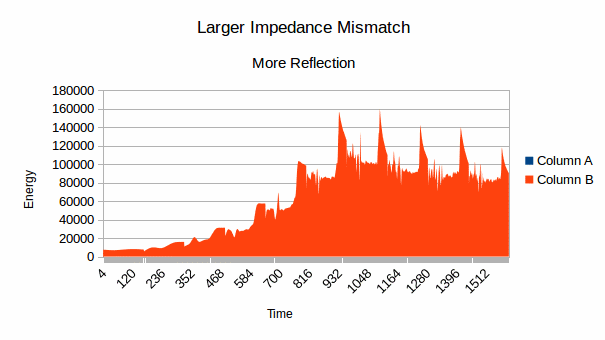 Larger Impedance Mismatch
More Reflection
180000
160000
140000
120000
100000
80000
60000
40000
20000
0
Energy
Column A
Column B
4 120 236 352 468 584 700 816 932 1048 1164 1280 1396 1512
Time